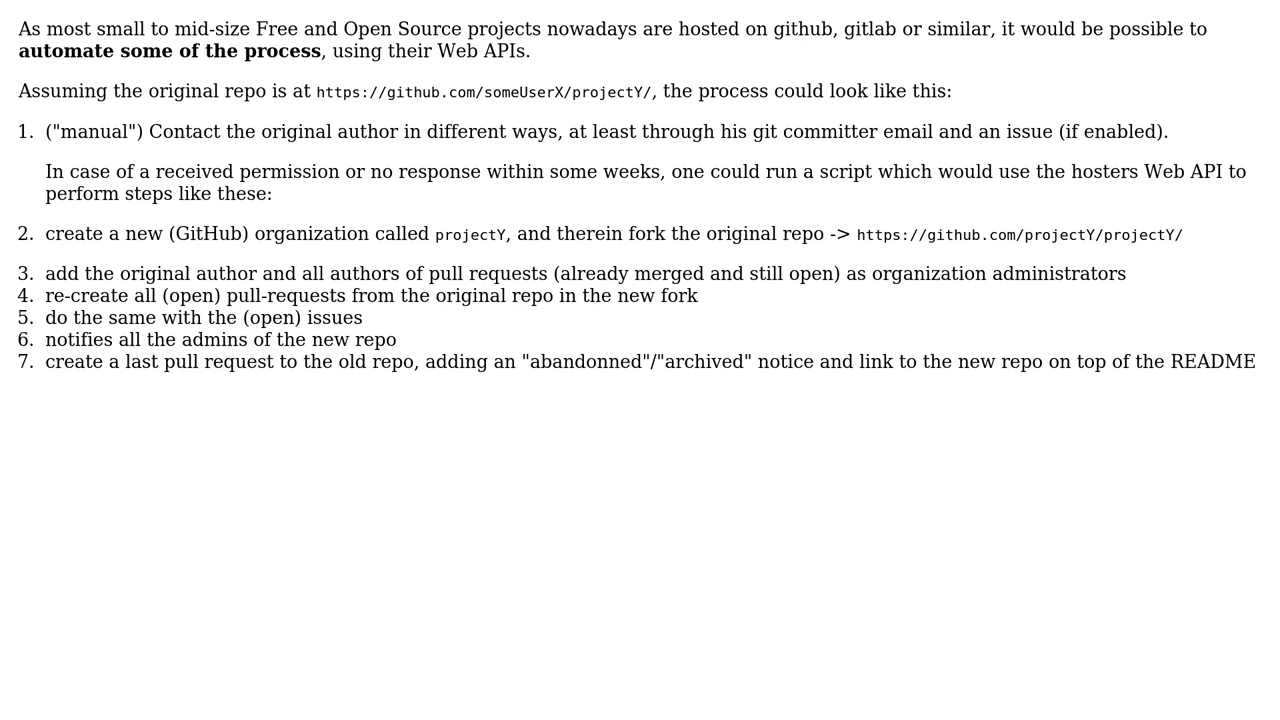 As most small to mid-size Free and Open Source projects nowadays are hosted on github, gitlab or similar, it would be possible to
automate some of the process, using their Web APIs.
Assuming the original repo is at https://github.com/someUserX/projectY/, the process could look like this:
1. ("manual") Contact the original author in different ways, at least through his git committer email and an issue (if enabled).
In case of a received permission or no response within some weeks, one could run a script which would use the hosters Web API to
perform steps like these:
2. create a new (GitHub) organization called projectY, and therein fork the original repo -> https://github.com/projectY/projectY/
3. add the original author and all authors of pull requests (already merged and still open) as organization administrators
4. re-create all (open) pull-requests from the original repo in the new fork
5. do the same with the (open) issues
6. notifies all the admins of the new repo
7. create a last pull request to the old repo, adding an "abandonned"/"archived" notice and link to the new repo on top of the README